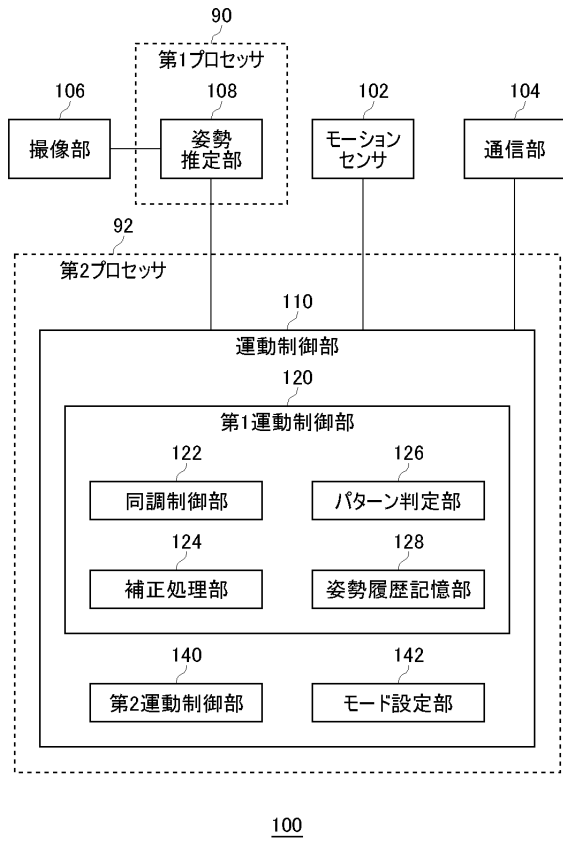 90
第1プロセッサ
106
108
102
104
撮像部
姿勢
推定部
モーション
センサ
通信部
92
第2プロセッサ
110
運動制御部
120
第1運動制御部
122
126
同調制御部
パターン判定部
124
128
補正処理部
姿勢履歴記憶部
140
142
第2運動制御部
モード設定部
100